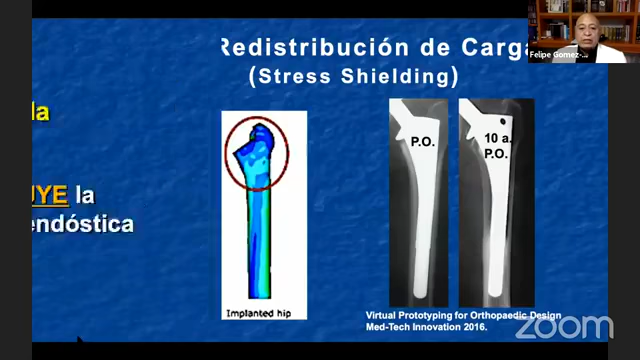 Redistribución de Carga
(Stress Shielding)
la
UYE la
endóstica
P.O.
10 a.
P.O.
Implanted hip
Virtual Prototyping for Orthopaedic Design
Med-Tech Innovation 2016.
Felipe Gomez-...
zoom